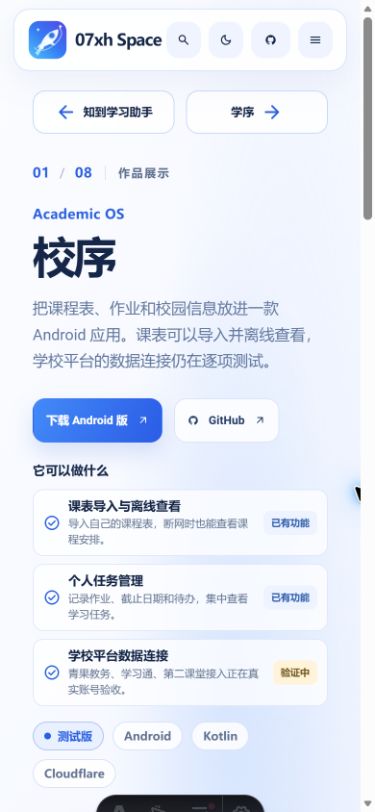 07xh Space
知到学习助手
学序
01 / 08 作品展示
Academic OS
校序
把课程表、作业和校园信息放进一款
Android 应用。课表可以导入并离线查看，
学校平台的数据连接仍在逐项测试。
下载 Android 版
GitHub
它可以做什么
课表导入与离线查看
导入自己的课程表，断网时也能查看课
程安排。
已有功能
个人任务管理
记录作业、截止日期和待办，集中查看
学习任务。
已有功能
学校平台数据连接
青果教务、学习通、第二课堂接入正在真
实账号验收。
验证中
测试版
Android
Kotlin
Cloudflare